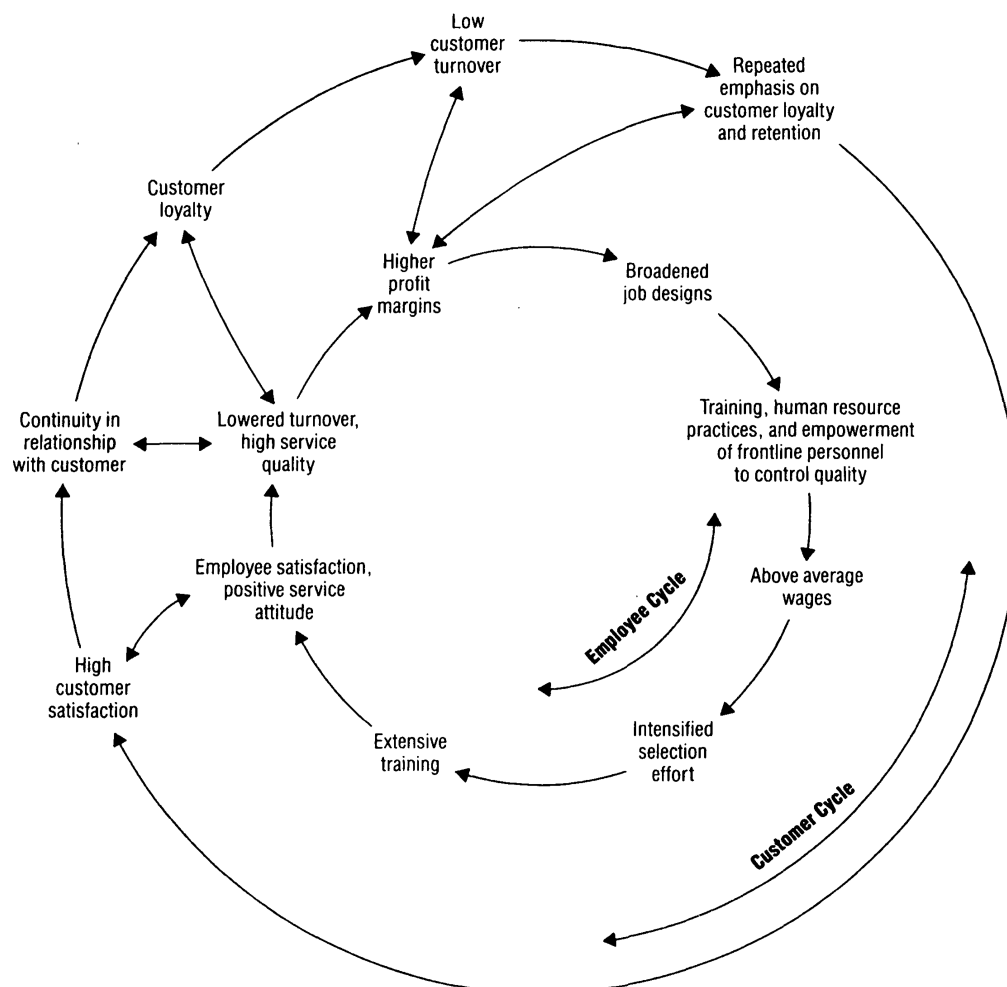 Low
customer
turnover
Repeated
emphasis on
customer loyalty
and retention
Customer
loyalty
Higher
profit
margins
Broadened
job designs
Continuity in
relationship
with customer
Lowered turnover,
high service
quality
Training, human resource
practices, and empowerment
of frontline personnel
to control quality
Employee satisfaction,
positive service
attitude
Above average
wages
Employee Cycle
High
customer
satisfaction
Extensive
training
Intensified
selection
effort
Customer Cycle